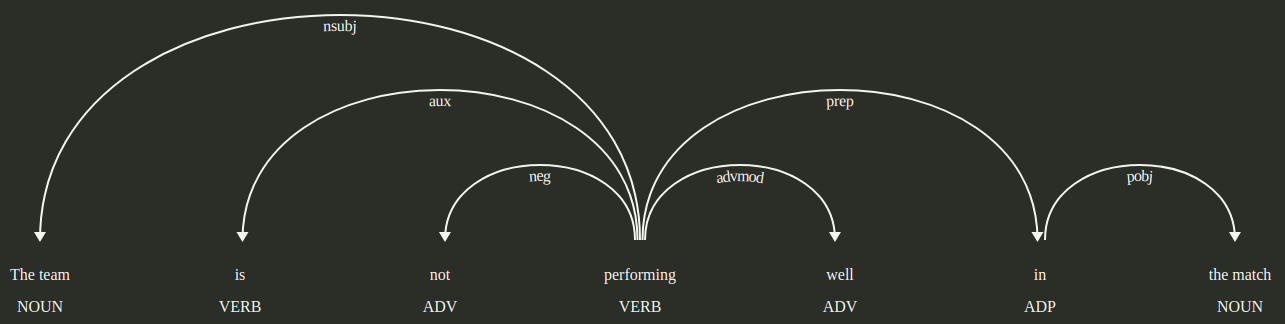 nsubj
aux
prep
neg
advmod
pobj
The team is not performing well in the match
NOUN VERB ADV VERB ADV ADP NOUN